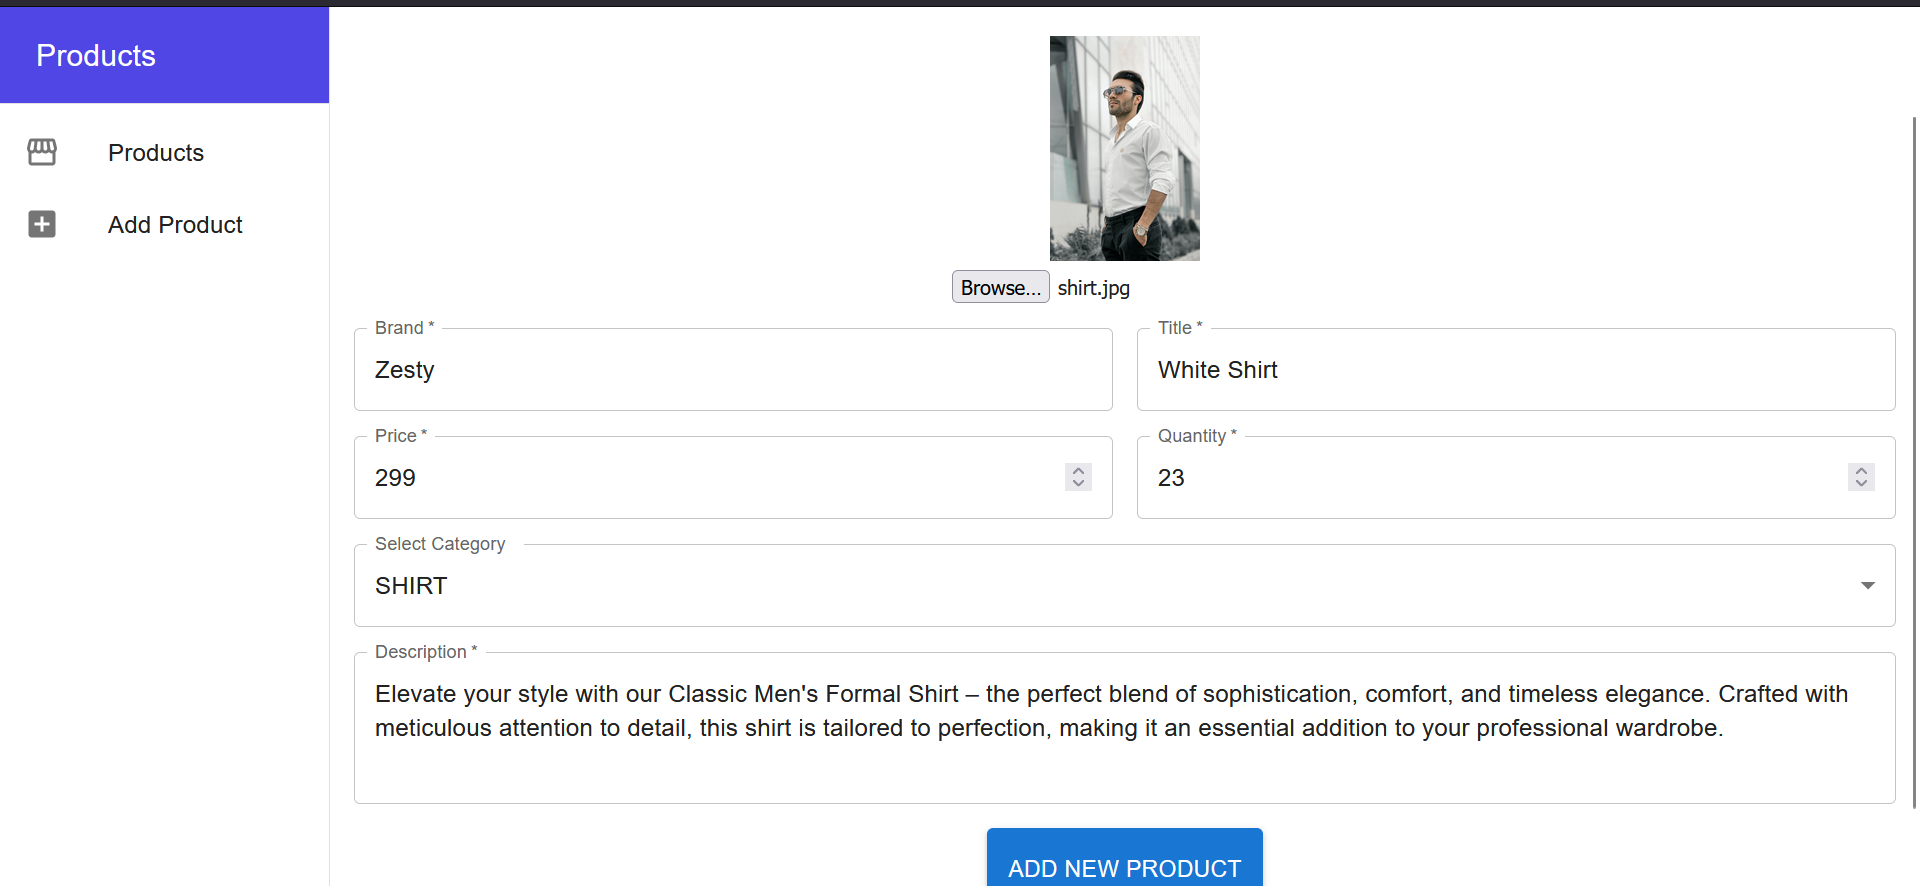 Products
Products
Add Product
Browse... shirt.jpg
Brand *
Zesty
Title *
White Shirt
Price *
299
Quantity *
23
Select Category
SHIRT
Description *
Elevate your style with our Classic Men's Formal Shirt – the perfect blend of sophistication, comfort, and timeless elegance. Crafted with
meticulous attention to detail, this shirt is tailored to perfection, making it an essential addition to your professional wardrobe.
ADD NEW PRODUCT